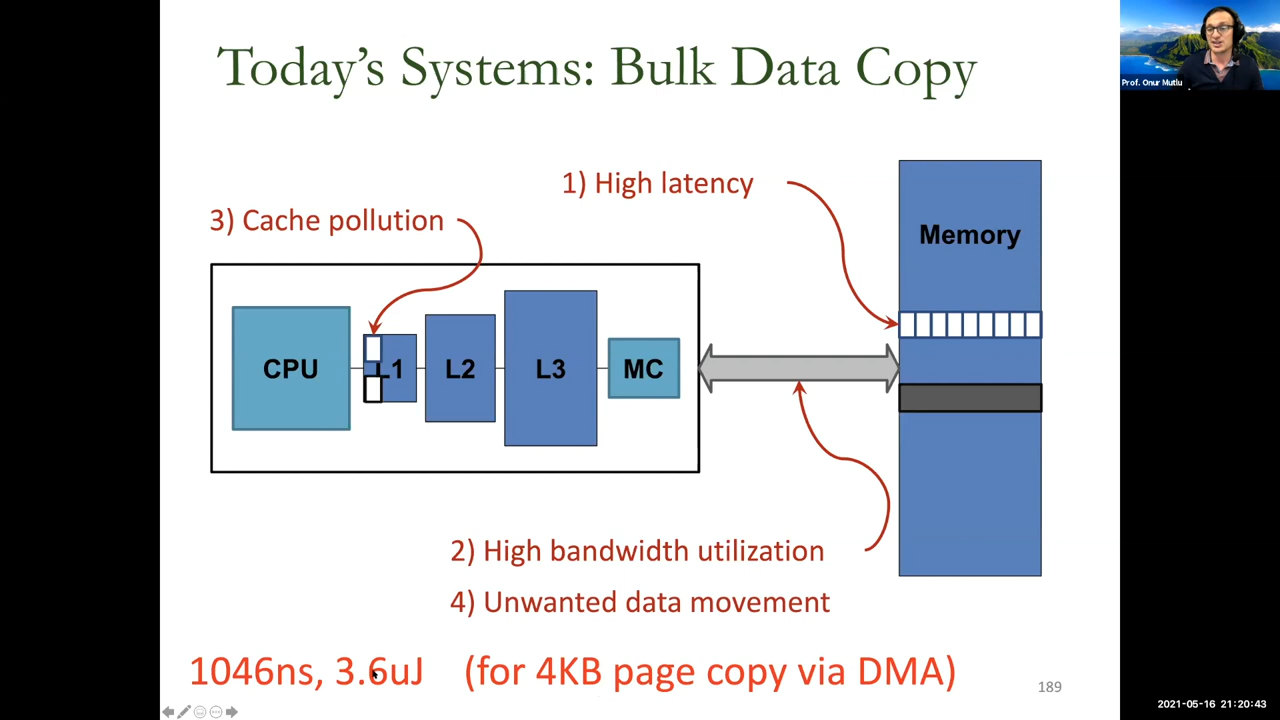 Today's Systems: Bulk Data Copy
Prof. Onur Mutlu
1) High latency
3) Cache pollution
Memory
CPU
L1
L2
L3
MC
2) High bandwidth utilization
4) Unwanted data movement
1046ns, 3.6uJ (for 4KB page copy via DMA)
189
2021-05-16 21:20:43